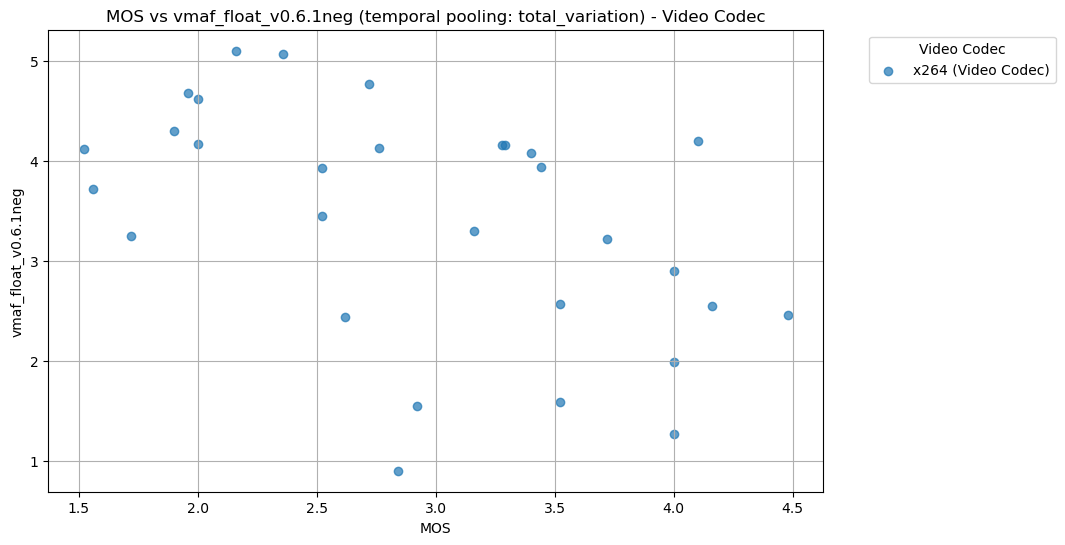 MOS vs vmaf_float_v0.6.1neg (temporal pooling: total_variation) - Video Codec
Video Codec
x264 (Video Codec)
vmaf_float_v0.6.1neg
5
4
3
2
1
1.5 2.0 2.5 3.0 3.5 4.0 4.5
MOS